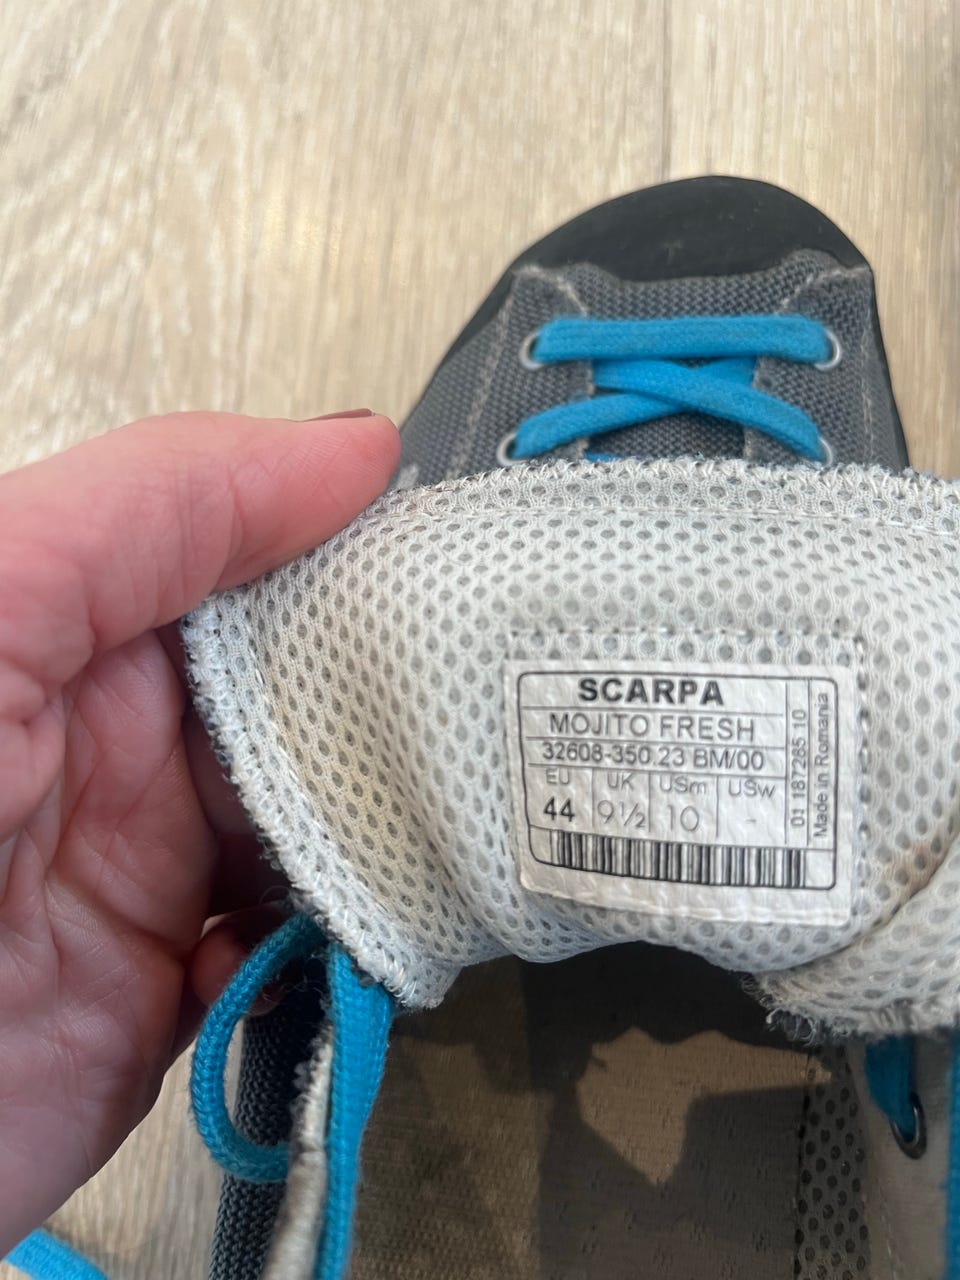 SCARPA
MOJITO FRESH
32608-350.23 BM/00
EU UK USm USw
44 9½ 10 -
01 187285 10
Made in Romania